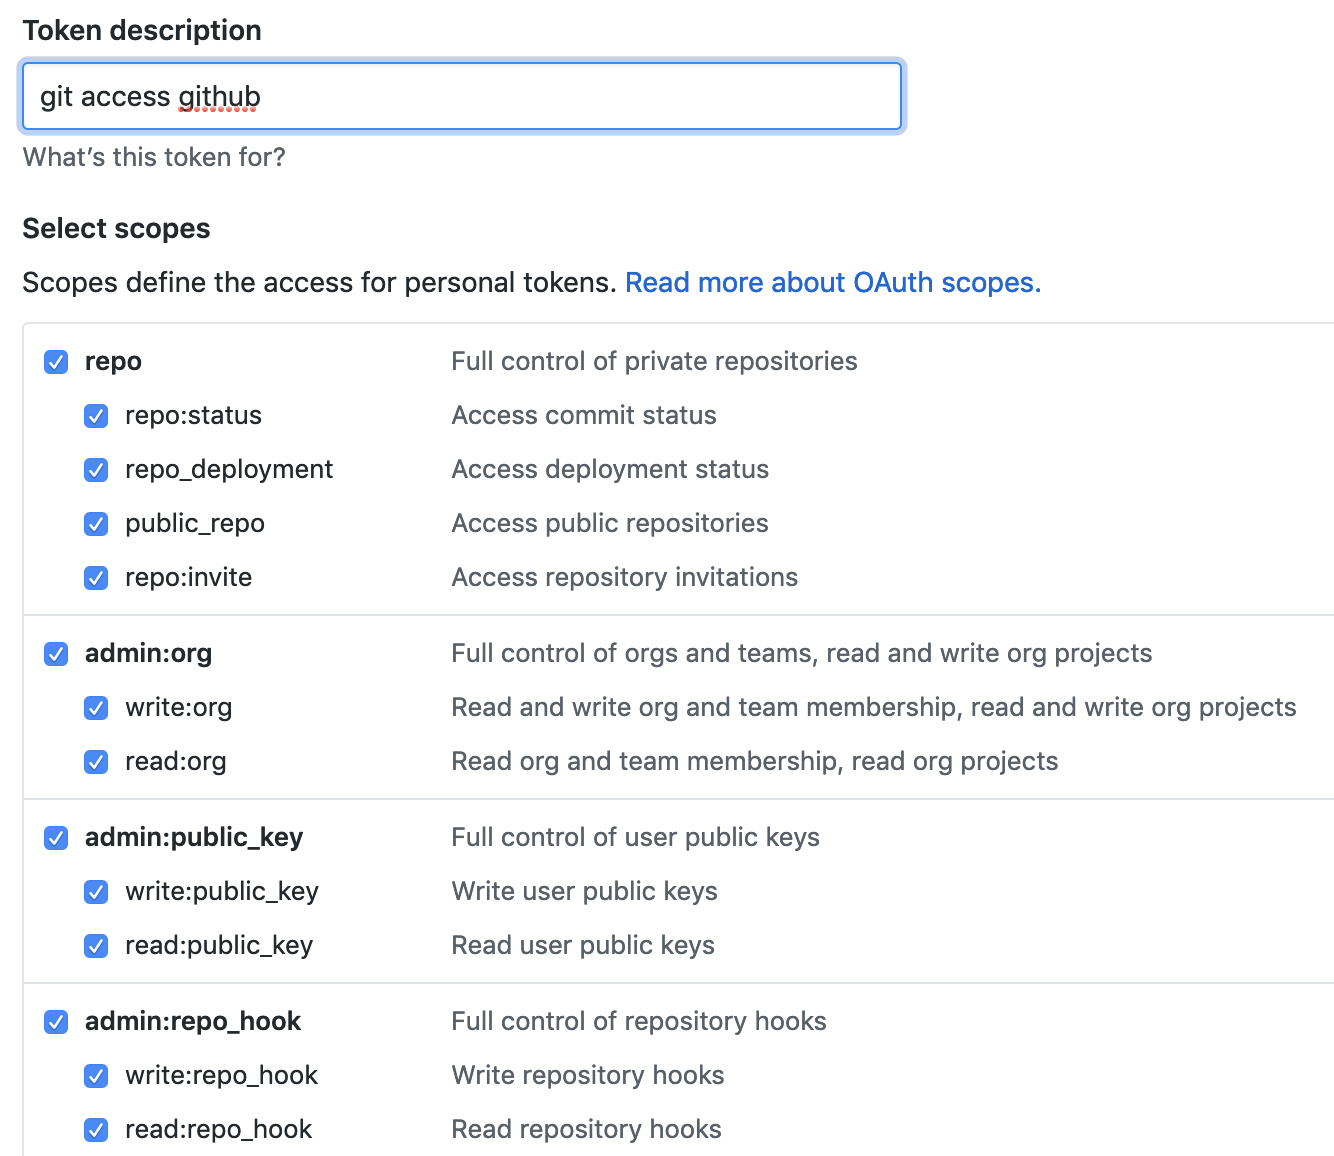 Token description
git access github
What's this token for?
Select scopes
Scopes define the access for personal tokens. Read more about OAuth scopes.
repo Full control of private repositories
repo:status Access commit status
repo_deployment Access deployment status
public_repo Access public repositories
repo:invite Access repository invitations
admin:org Full control of orgs and teams, read and write org projects
write:org Read and write org and team membership, read and write org projects
read:org Read org and team membership, read org projects
admin:public_key Full control of user public keys
write:public_key Write user public keys
read:public_key Read user public keys
admin:repo_hook Full control of repository hooks
write:repo_hook Write repository hooks
read:repo_hook Read repository hooks